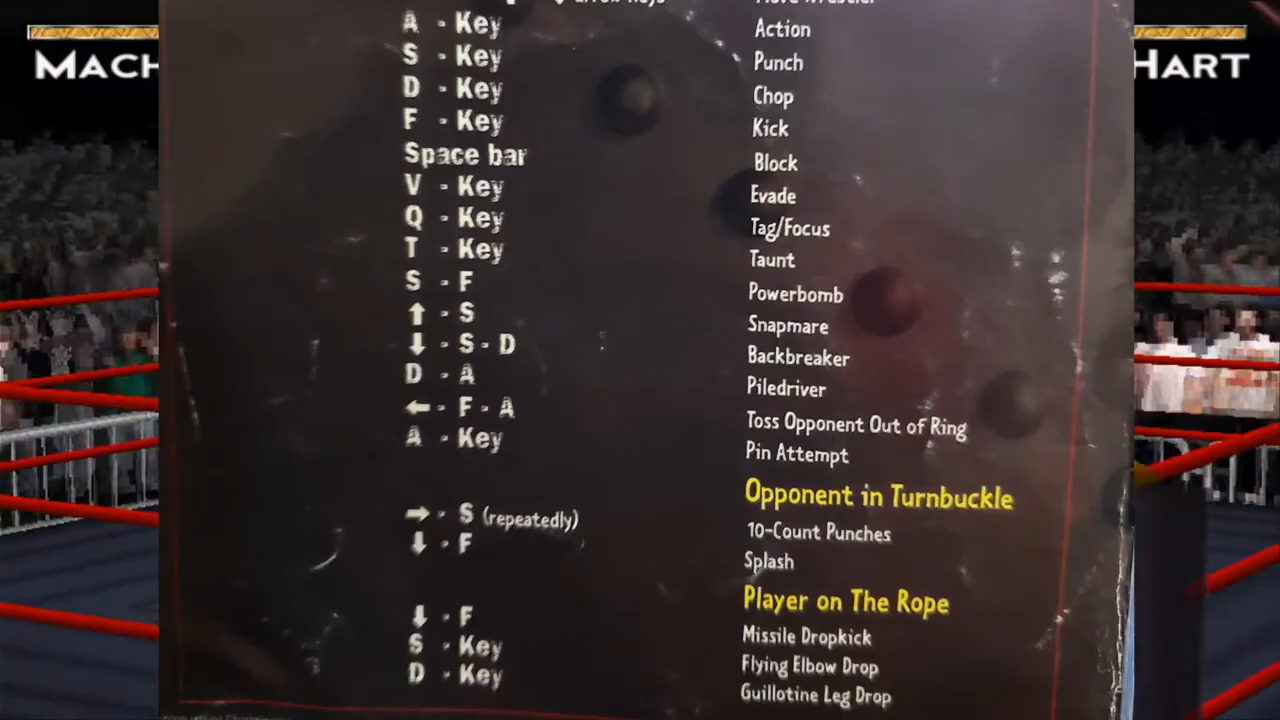 MACH
HART
A - Key Action
S - Key Punch
D - Key Chop
F - Key Kick
Space bar Block
V - Key Evade
Q - Key Tag/Focus
T - Key Taunt
S - F Powerbomb
↑ - S Snapmare
↓ - S - D Backbreaker
D - A Piledriver
← - F - A Toss Opponent Out of Ring
A - Key Pin Attempt
Opponent in Turnbuckle
→ - S (repeatedly) 10-Count Punches
↓ - F Splash
Player on The Rope
↓ - F Missile Dropkick
S - Key Flying Elbow Drop
D - Key Guillotine Leg Drop